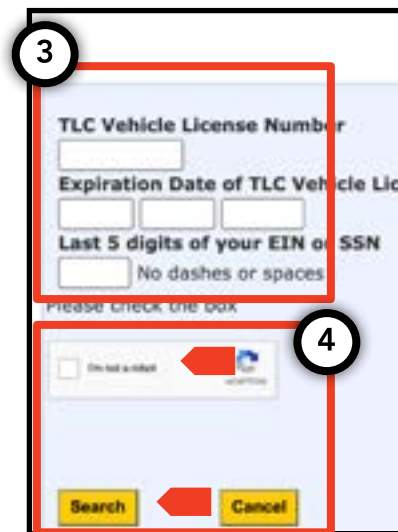 3
TLC Vehicle License Number
Expiration Date of TLC Vehicle Lic
Last 5 digits of your EIN or SSN
No dashes or spaces
Please check the box
4
I'm not a robot
reCAPTCHA
Search
Cancel